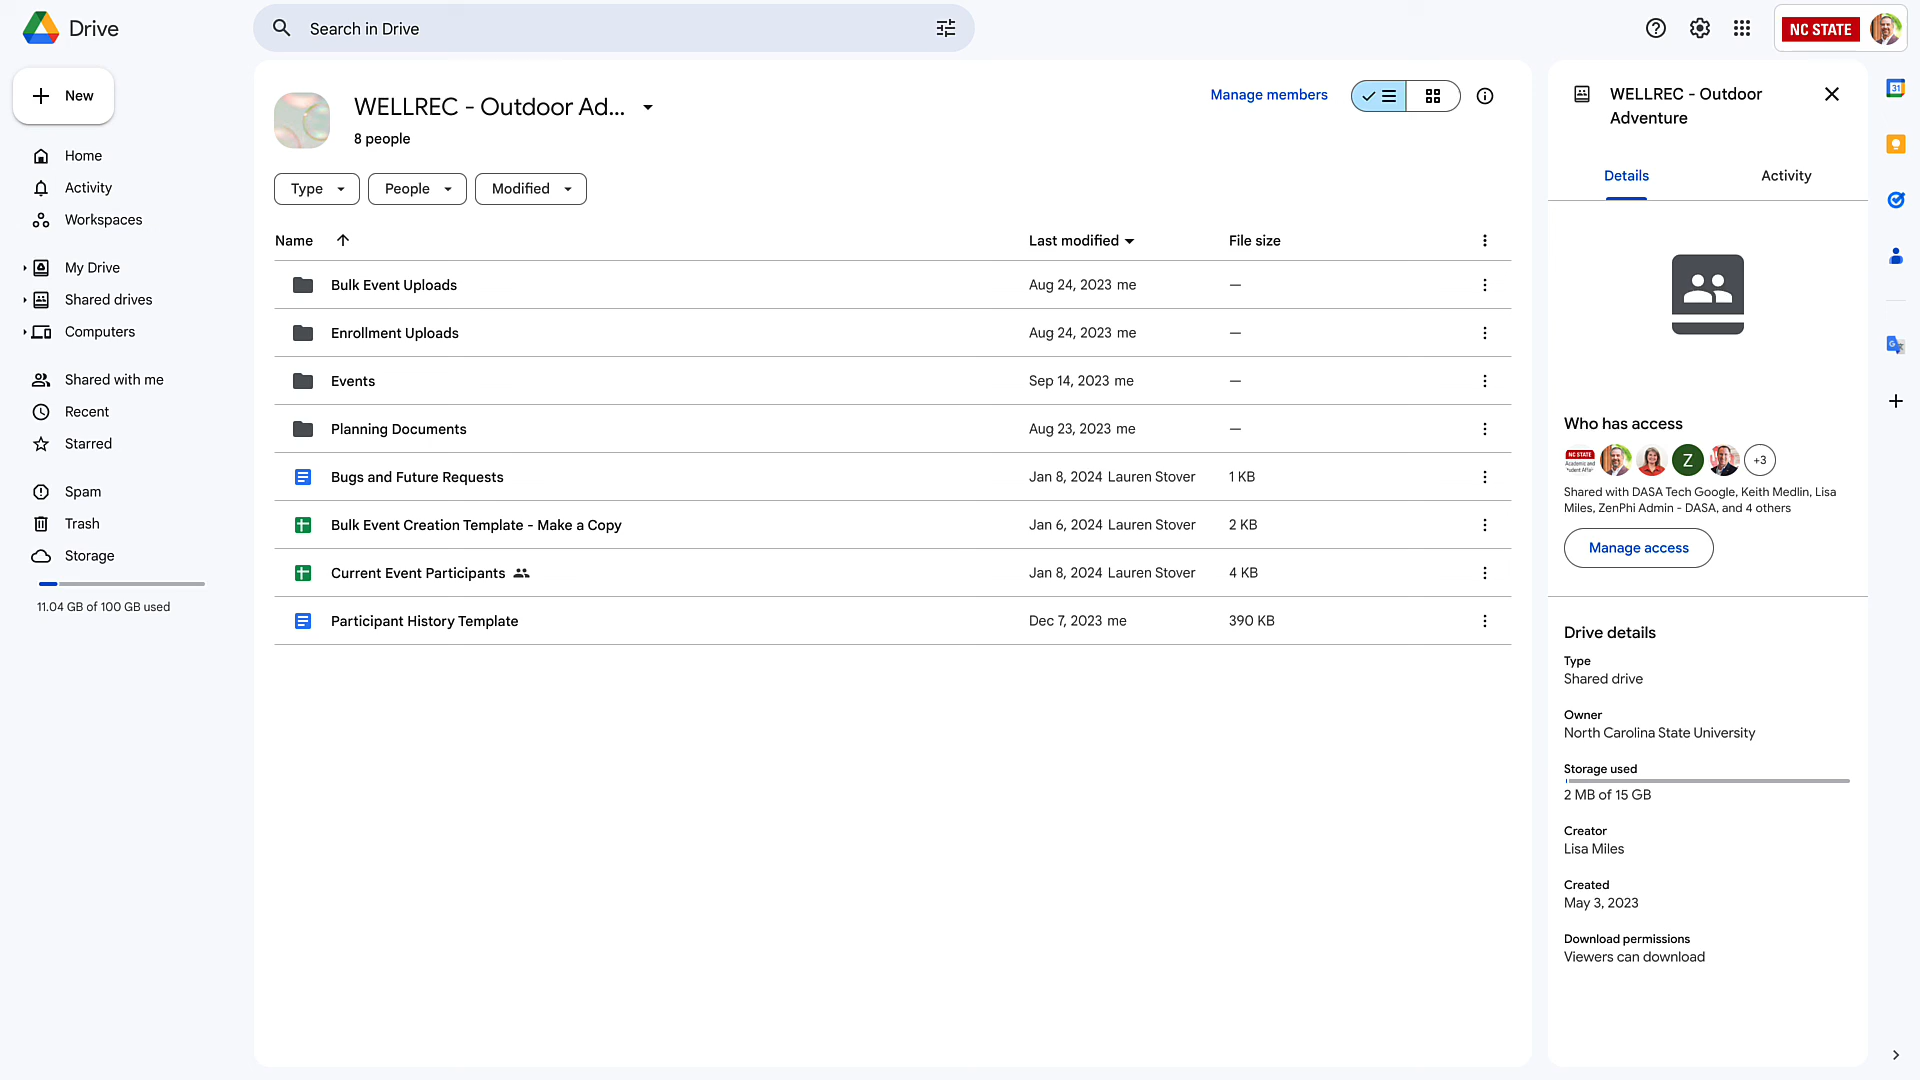 Drive
Search in Drive
NC STATE
New
Home
Activity
Workspaces
My Drive
Shared drives
Computers
Shared with me
Recent
Starred
Spam
Trash
Storage
11.04 GB of 100 GB used
WELLREC - Outdoor Ad...
8 people
Manage members
Type
People
Modified
Name
Last modified
File size
Bulk Event Uploads
Aug 24, 2023 me
—
Enrollment Uploads
Aug 24, 2023 me
—
Events
Sep 14, 2023 me
—
Planning Documents
Aug 23, 2023 me
—
Bugs and Future Requests
Jan 8, 2024 Lauren Stover
1 KB
Bulk Event Creation Template - Make a Copy
Jan 6, 2024 Lauren Stover
2 KB
Current Event Participants
Jan 8, 2024 Lauren Stover
4 KB
Participant History Template
Dec 7, 2023 me
390 KB
WELLREC - Outdoor
Adventure
Details
Activity
Who has access
NC STATE
Academic and
Z
+3
Shared with DASA Tech Google, Keith Medlin, Lisa
Miles, ZenPhi Admin - DASA, and 4 others
Manage access
Drive details
Type
Shared drive
Owner
North Carolina State University
Storage used
2 MB of 15 GB
Creator
Lisa Miles
Created
May 3, 2023
Download permissions
Viewers can download
31